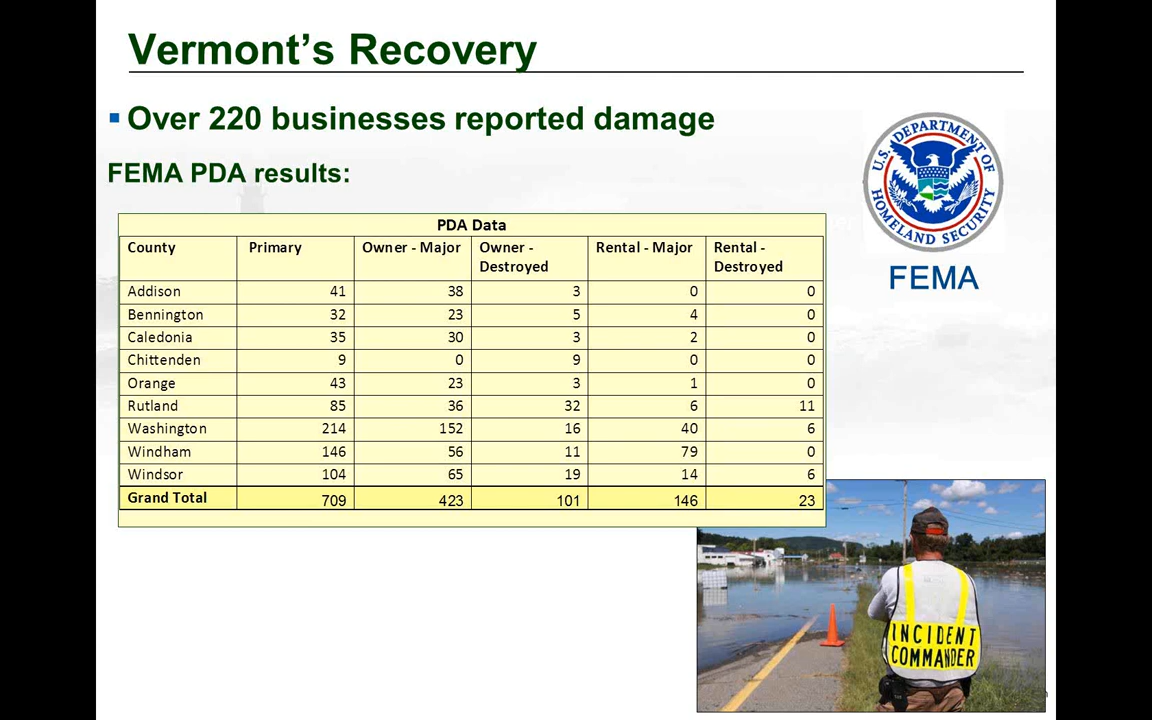 Vermont’s Recovery
▪ Over 220 businesses reported damage
FEMA PDA results:
U.S. DEPARTMENT OF
HOMELAND SECURITY
FEMA
PDA Data
County Primary Owner - Major Owner - Destroyed Rental - Major Rental - Destroyed
Addison 41 38 3 0 0
Bennington 32 23 5 4 0
Caledonia 35 30 3 2 0
Chittenden 9 0 9 0 0
Orange 43 23 3 1 0
Rutland 85 36 32 6 11
Washington 214 152 16 40 6
Windham 146 56 11 79 0
Windsor 104 65 19 14 6
Grand Total 709 423 101 146 23
INCIDENT
COMMANDER